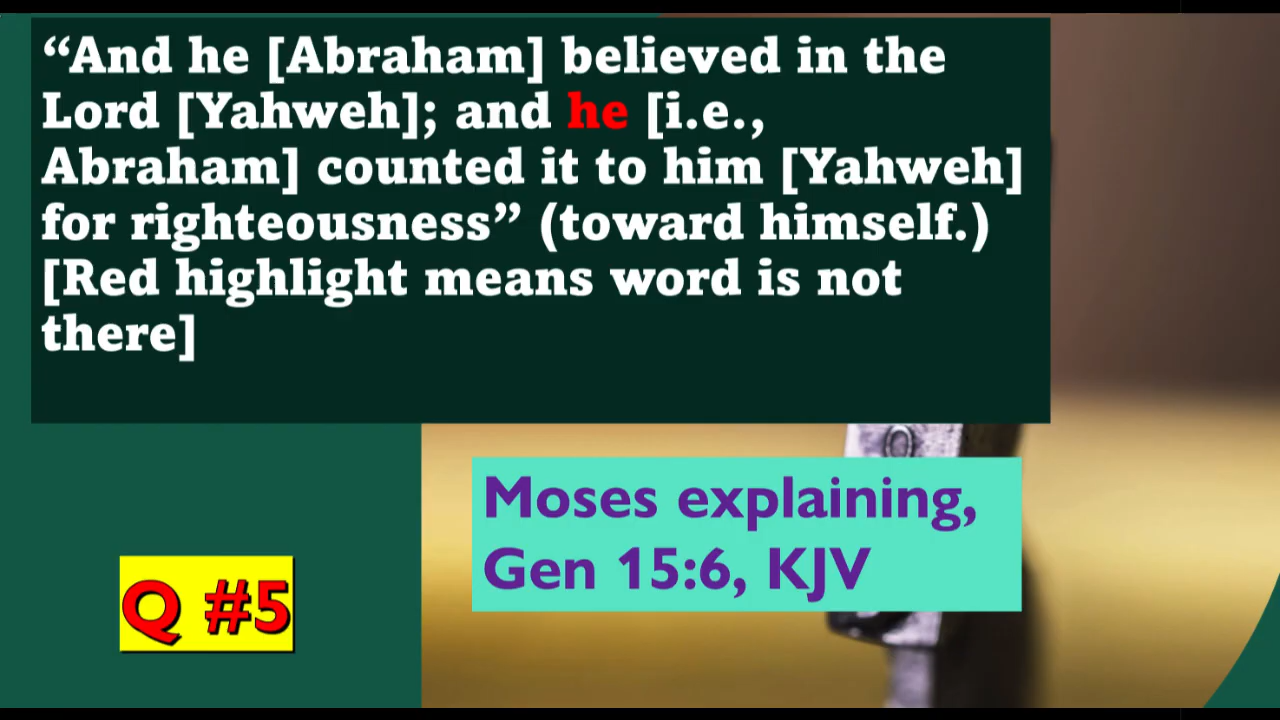 “And he [Abraham] believed in the
Lord [Yahweh]; and he [i.e.,
Abraham] counted it to him [Yahweh]
for righteousness” (toward himself.)
[Red highlight means word is not
there]
Moses explaining,
Gen 15:6, KJV
Q #5